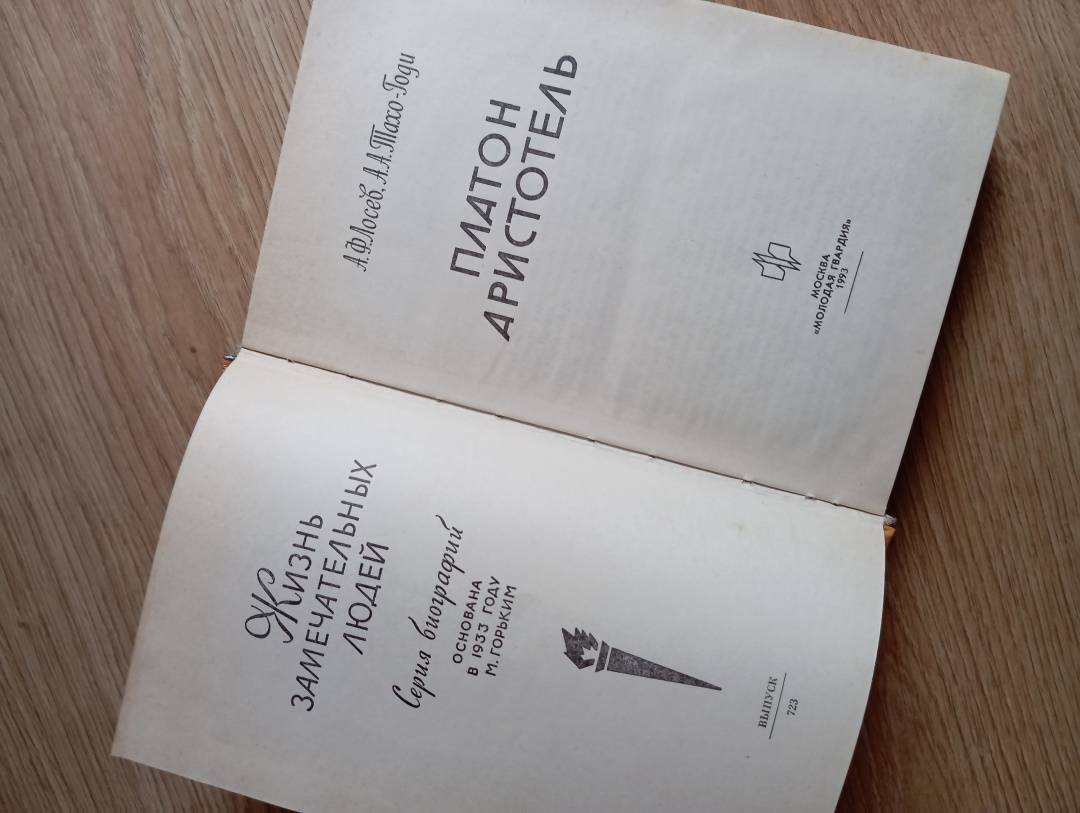 Жизнь
ЗАМЕЧАТЕЛЬНЫХ
ЛЮДЕЙ
Серия биографий
ОСНОВАНА
В 1933 ГОДУ
М. ГОРЬКИМ
ВЫПУСК
723
А.Ф.Лосев, А.А.Тахо-Годи
ПЛАТОН
АРИСТОТЕЛЬ
МОСКВА
«МОЛОДАЯ ГВАРДИЯ»
1993